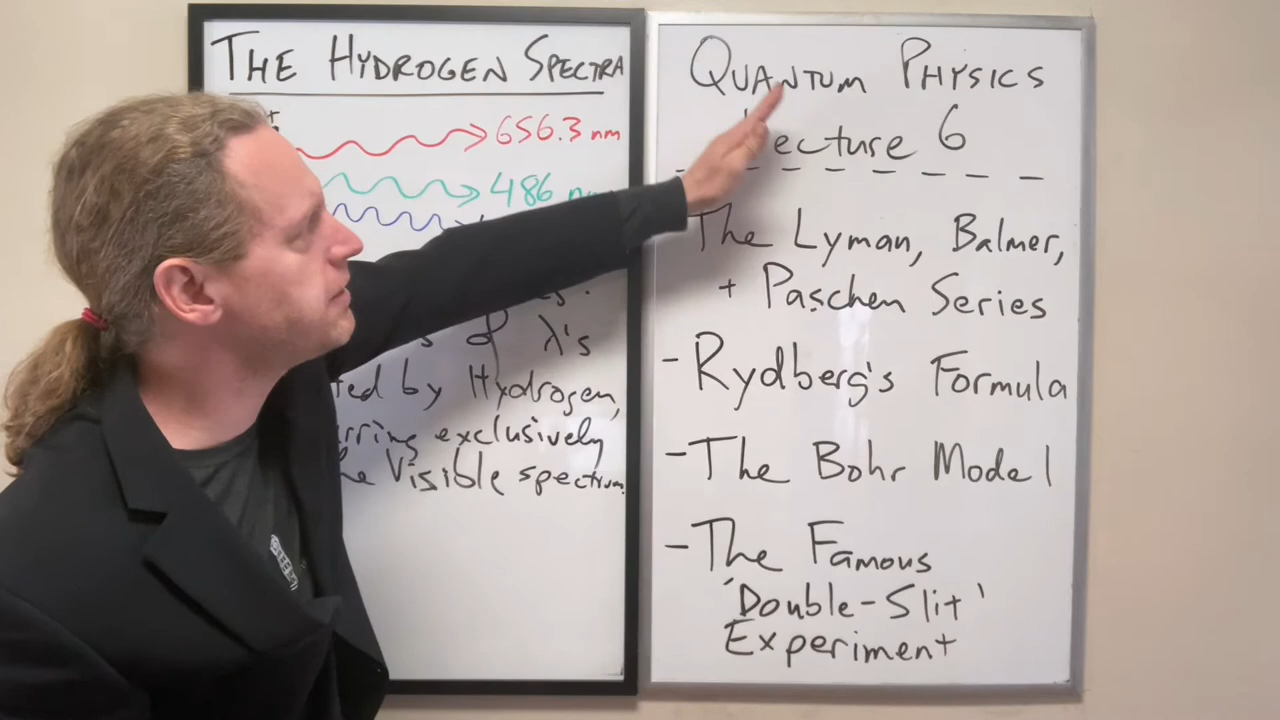 THE HYDROGEN SPECTRA
656.3 nm
486
λ's
by Hydrogen,
exclusively
Visible spectrum.
QUANTUM PHYSICS
Lecture 6
The Lyman, Balmer,
+ Paschen Series
- Rydberg's Formula
- The Bohr Model
- The Famous
'Double-Slit'
Experiment